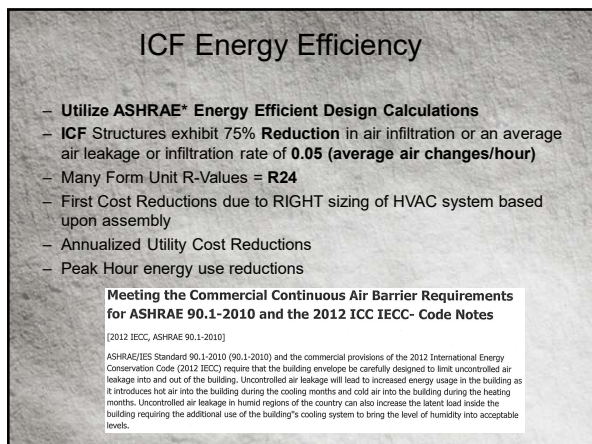 ICF Energy Efficiency
– Utilize ASHRAE* Energy Efficient Design Calculations
– ICF Structures exhibit 75% Reduction in air infiltration or an average
air leakage or infiltration rate of 0.05 (average air changes/hour)
– Many Form Unit R-Values = R24
– First Cost Reductions due to RIGHT sizing of HVAC system based
upon assembly
– Annualized Utility Cost Reductions
– Peak Hour energy use reductions
Meeting the Commercial Continuous Air Barrier Requirements
for ASHRAE 90.1-2010 and the 2012 ICC IECC- Code Notes
[2012 IECC, ASHRAE 90.1-2010]
ASHRAE/IES Standard 90.1-2010 (90.1-2010) and the commercial provisions of the 2012 International Energy
Conservation Code (2012 IECC) require that the building envelope be carefully designed to limit uncontrolled air
leakage into and out of the building. Uncontrolled air leakage will lead to increased energy usage in the building as
it introduces hot air into the building during the cooling months and cold air into the building during the heating
months. Uncontrolled air leakage in humid regions of the country can also increase the latent load inside the
building requiring the additional use of the building"s cooling system to bring the level of humidity into acceptable
levels.